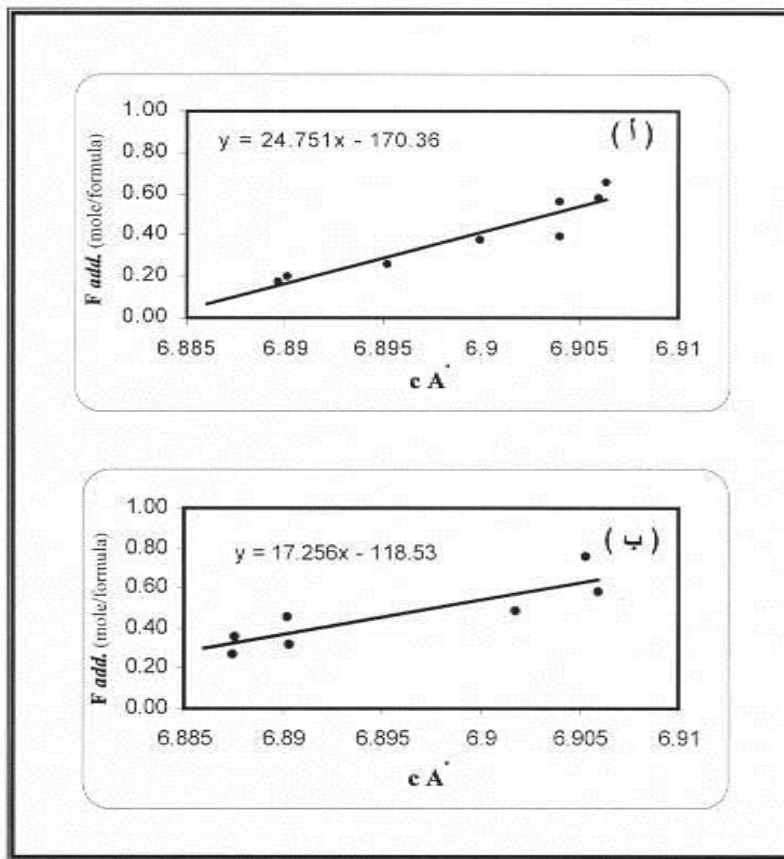 1.00
y = 24.751x - 170.36
( أ )
0.80
0.60
0.40
0.20
0.00
F add. (mole/formula)
6.885 6.89 6.895 6.9 6.905 6.91
c A°
1.00
y = 17.256x - 118.53
( ب )
0.80
0.60
0.40
0.20
0.00
F add. (mole/formula)
6.885 6.89 6.895 6.9 6.905 6.91
c A°